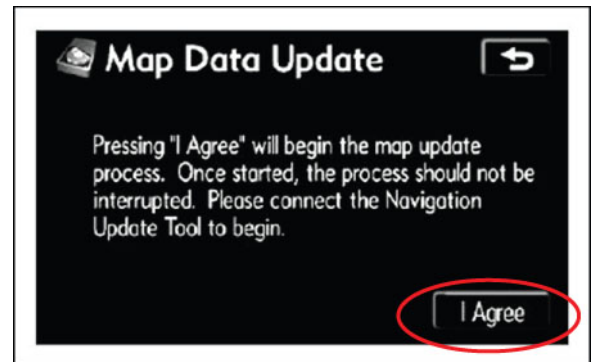 Map Data Update
Pressing "I Agree" will begin the map update
process. Once started, the process should not be
interrupted. Please connect the Navigation
Update Tool to begin.
I Agree